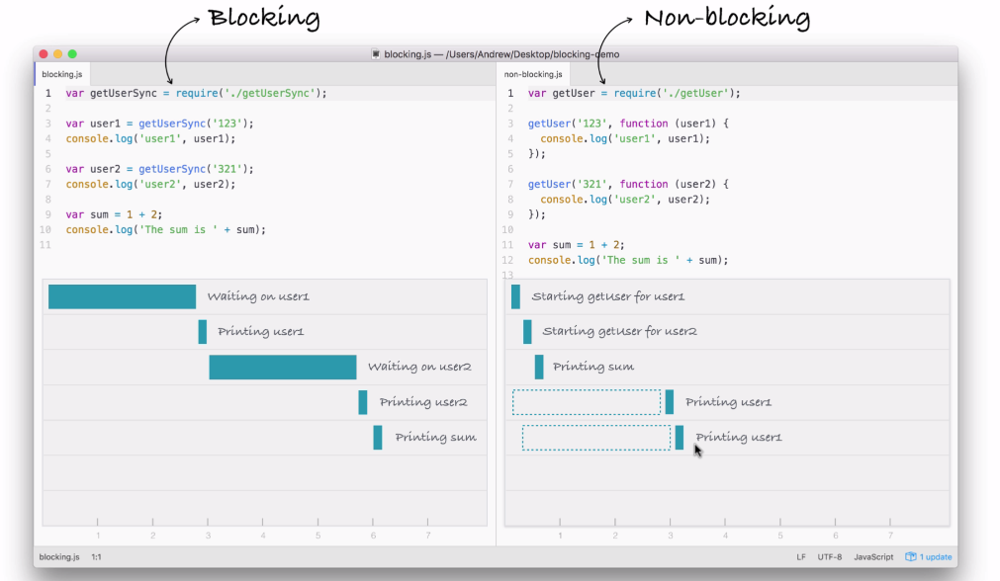 Blocking
Non-blocking
blocking.js — /Users/Andrew/Desktop/blocking-demo
blocking.js
1 var getUserSync = require('./getUserSync');
2
3 var user1 = getUserSync('123');
4 console.log('user1', user1);
5
6 var user2 = getUserSync('321');
7 console.log('user2', user2);
8
9 var sum = 1 + 2;
10 console.log('The sum is ' + sum);
11
Waiting on user1
Printing user1
Waiting on user2
Printing user2
Printing sum
1 2 3 4 5 6 7
non-blocking.js
1 var getUser = require('./getUser');
2
3 getUser('123', function (user1) {
4 console.log('user1', user1);
5 });
6
7 getUser('321', function (user2) {
8 console.log('user2', user2);
9 });
10
11 var sum = 1 + 2;
12 console.log('The sum is ' + sum);
13
Starting getUser for user1
Starting getUser for user2
Printing sum
Printing user1
Printing user1
1 2 3 4 5 6 7
blocking.js 1:1
LF UTF-8 JavaScript 1 update